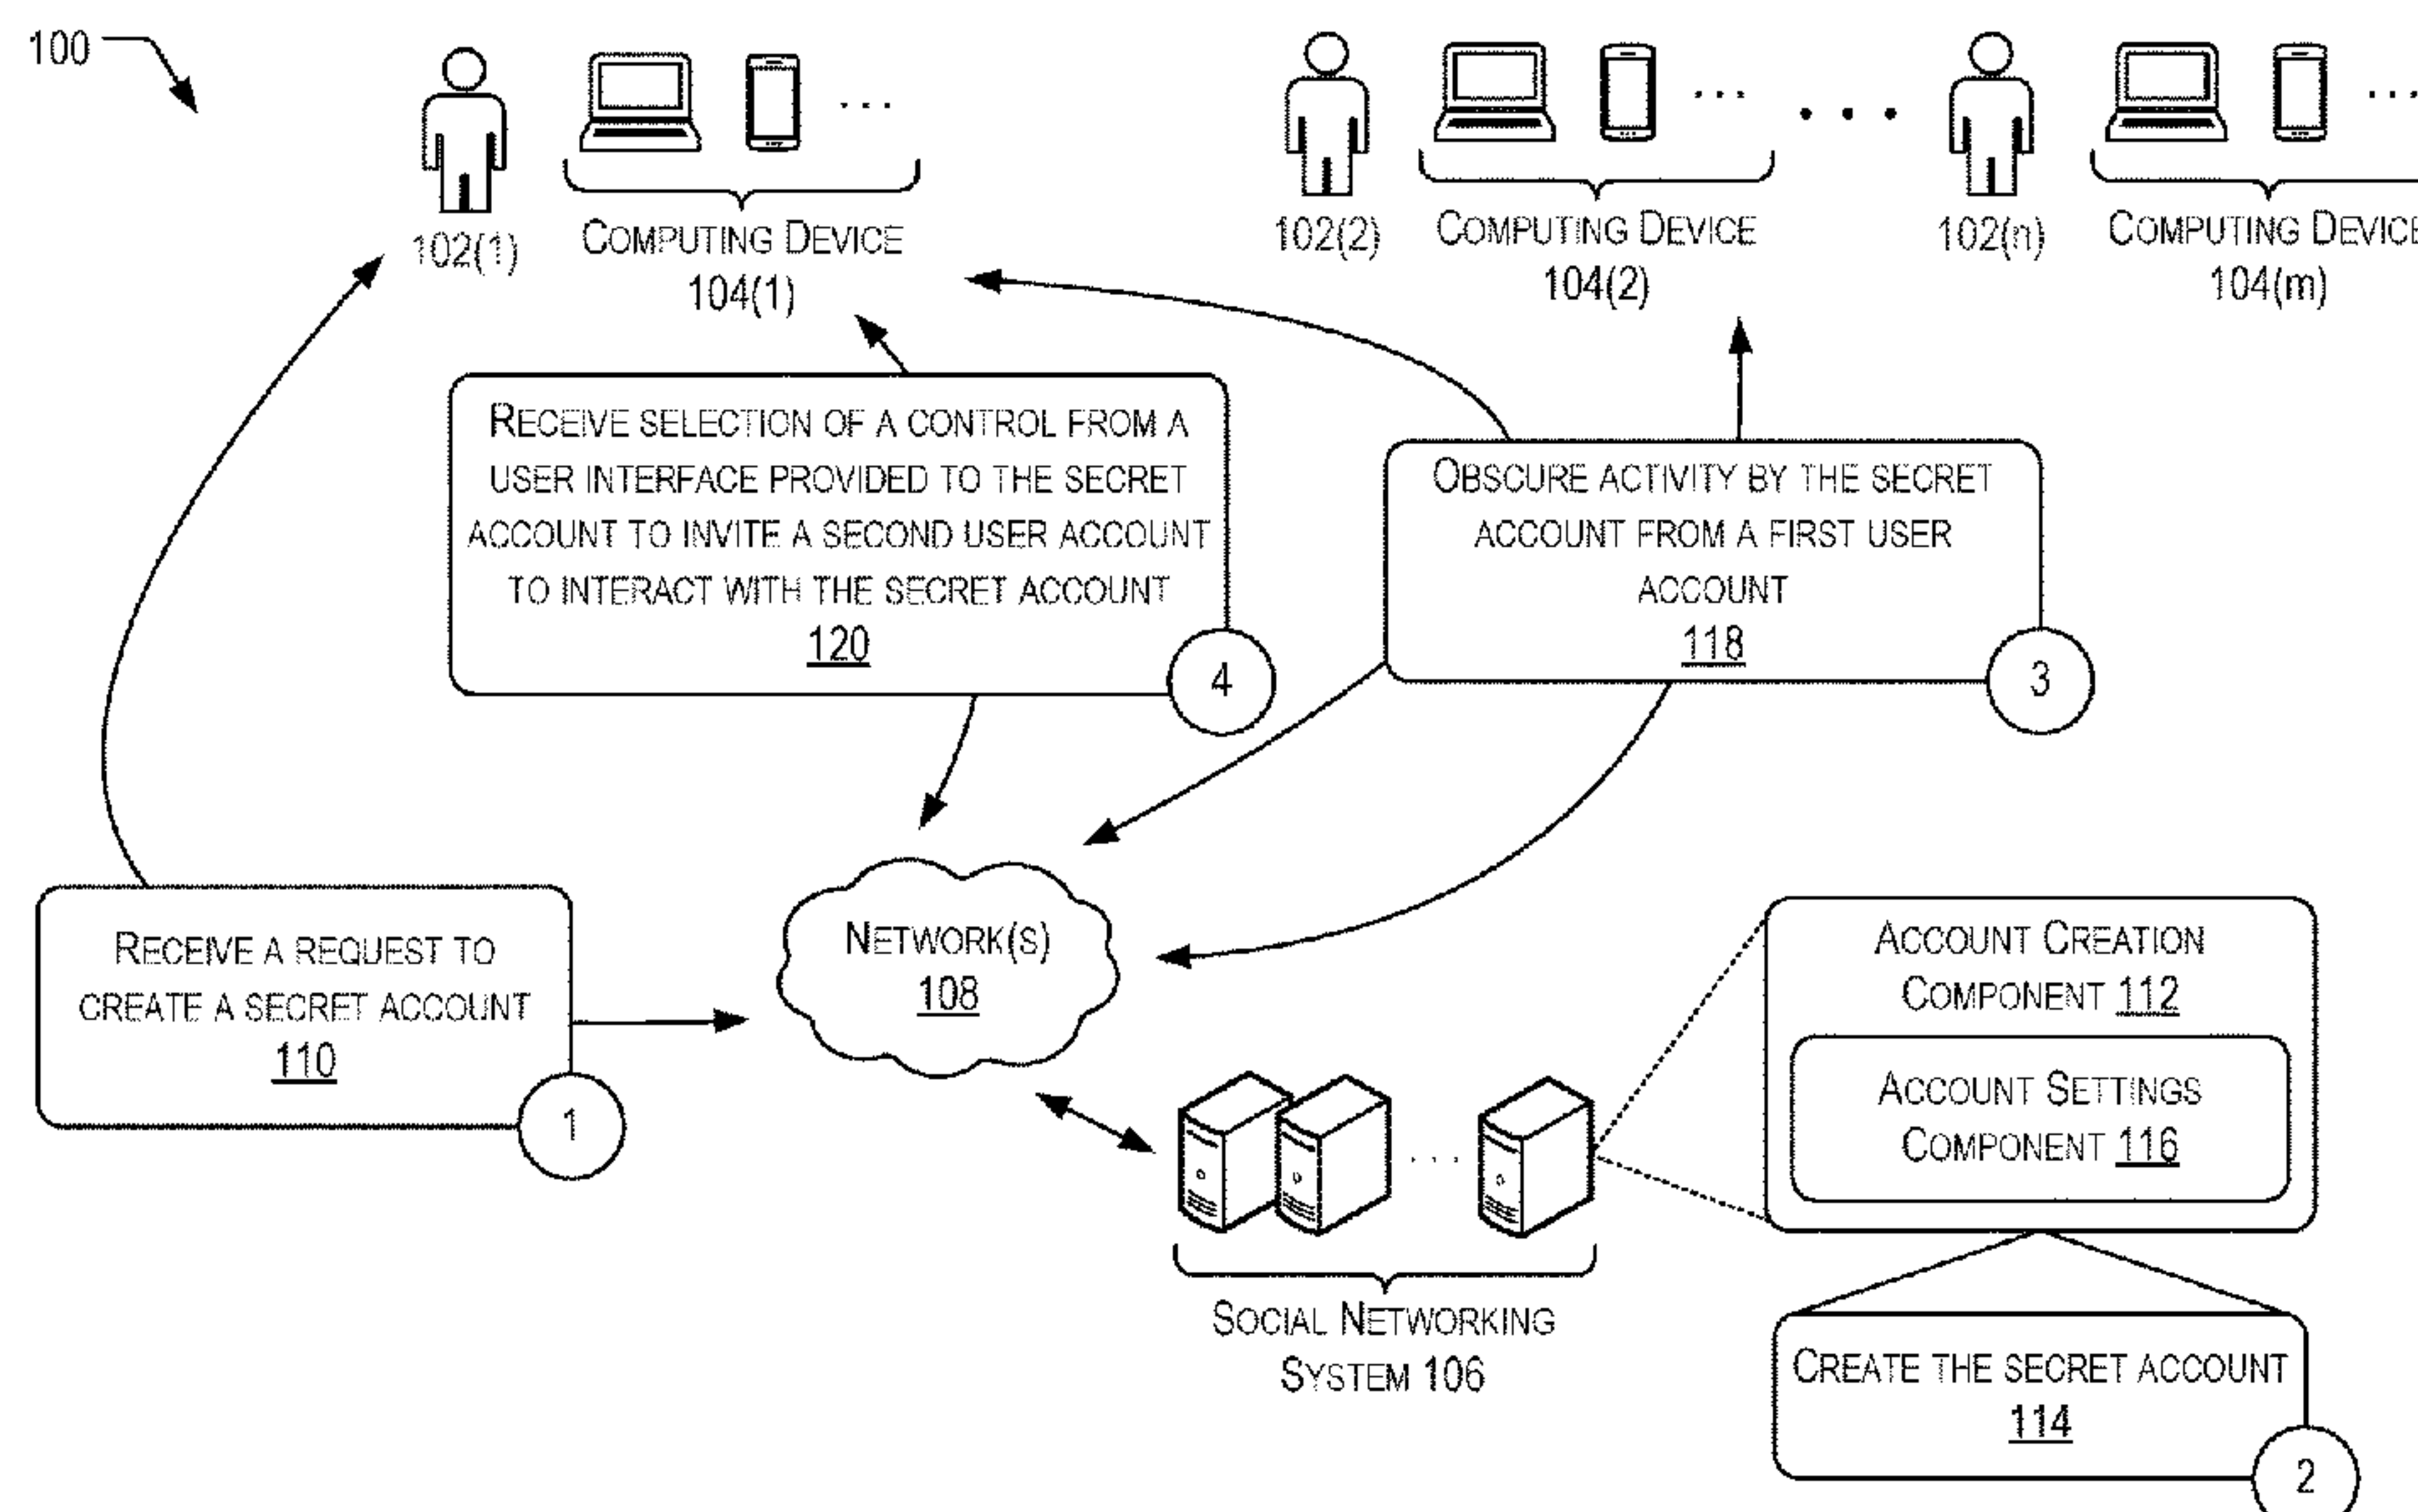 100
102(1)
COMPUTING DEVICE
104(1)
102(2)
COMPUTING DEVICE
104(2)
102(n)
COMPUTING DEVICE
104(m)
RECEIVE SELECTION OF A CONTROL FROM A
USER INTERFACE PROVIDED TO THE SECRET
ACCOUNT TO INVITE A SECOND USER ACCOUNT
TO INTERACT WITH THE SECRET ACCOUNT
120
4
OBSCURE ACTIVITY BY THE SECRET
ACCOUNT FROM A FIRST USER
ACCOUNT
118
3
RECEIVE A REQUEST TO
CREATE A SECRET ACCOUNT
110
1
NETWORK(S)
108
ACCOUNT CREATION
COMPONENT 112
ACCOUNT SETTINGS
COMPONENT 116
SOCIAL NETWORKING
SYSTEM 106
CREATE THE SECRET ACCOUNT
114
2